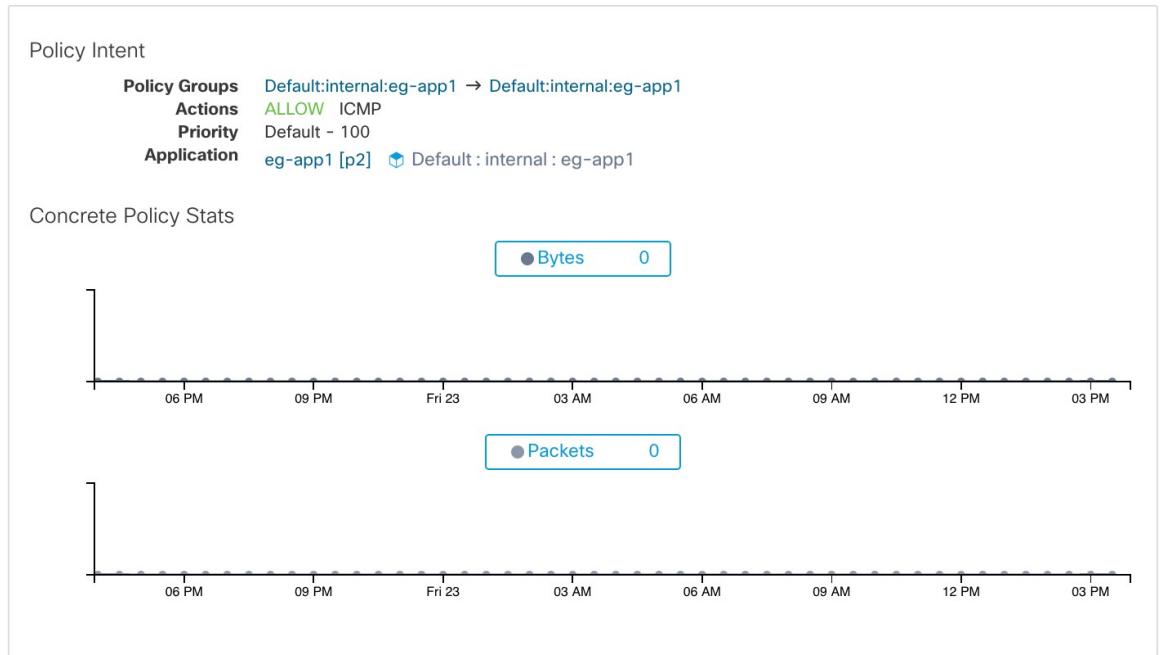 Policy Intent
Policy Groups Default:internal:eg-app1 → Default:internal:eg-app1
Actions ALLOW ICMP
Priority Default - 100
Application eg-app1 [p2] Default : internal : eg-app1
Concrete Policy Stats
Bytes 0
06 PM 09 PM Fri 23 03 AM 06 AM 09 AM 12 PM 03 PM
Packets 0
06 PM 09 PM Fri 23 03 AM 06 AM 09 AM 12 PM 03 PM